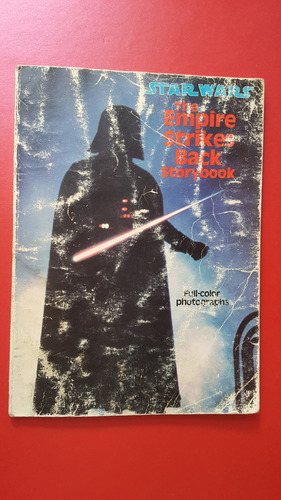 STAR WARS
The
Empire
Strikes
Back
Storybook
Full-color
photographs